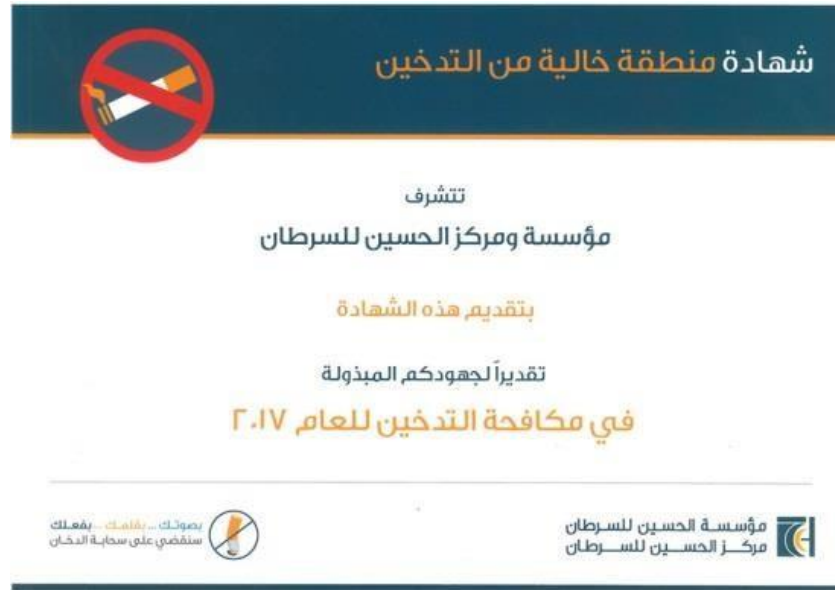 شهادة منطقة خالية من التدخين
تتشرف
مؤسسة ومركز الحسين للسرطان
بتقديم هذه الشهادة
تقديراً لجهودكم المبذولة
في مكافحة التدخين للعام ٢٠١٧
مؤسسة الحسين للسرطان
مركز الحسين للسرطان
بصوتك ... بقلمك ... بفعلك
سنقضي على سحابة الدخان